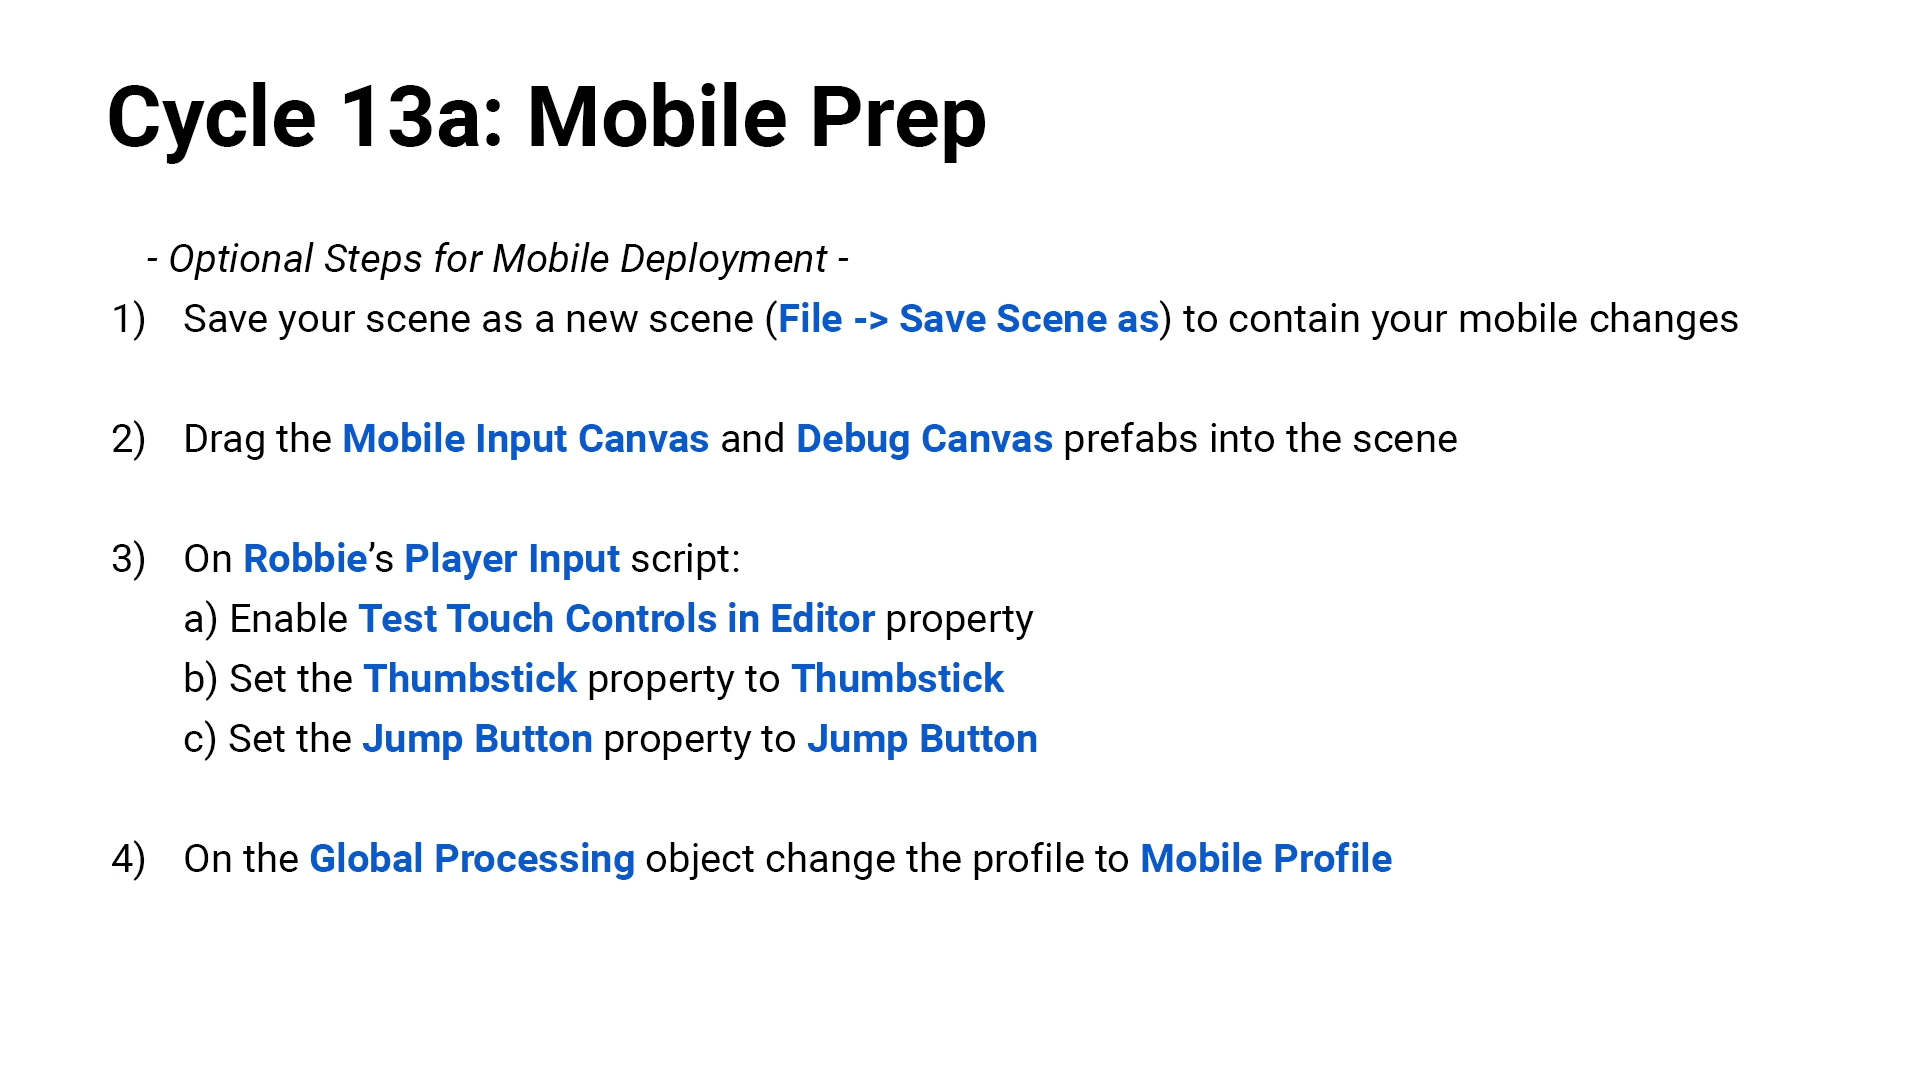 Cycle 13a: Mobile Prep
- Optional Steps for Mobile Deployment -
1) Save your scene as a new scene (File -> Save Scene as) to contain your mobile changes
2) Drag the Mobile Input Canvas and Debug Canvas prefabs into the scene
3) On Robbie’s Player Input script:
a) Enable Test Touch Controls in Editor property
b) Set the Thumbstick property to Thumbstick
c) Set the Jump Button property to Jump Button
4) On the Global Processing object change the profile to Mobile Profile